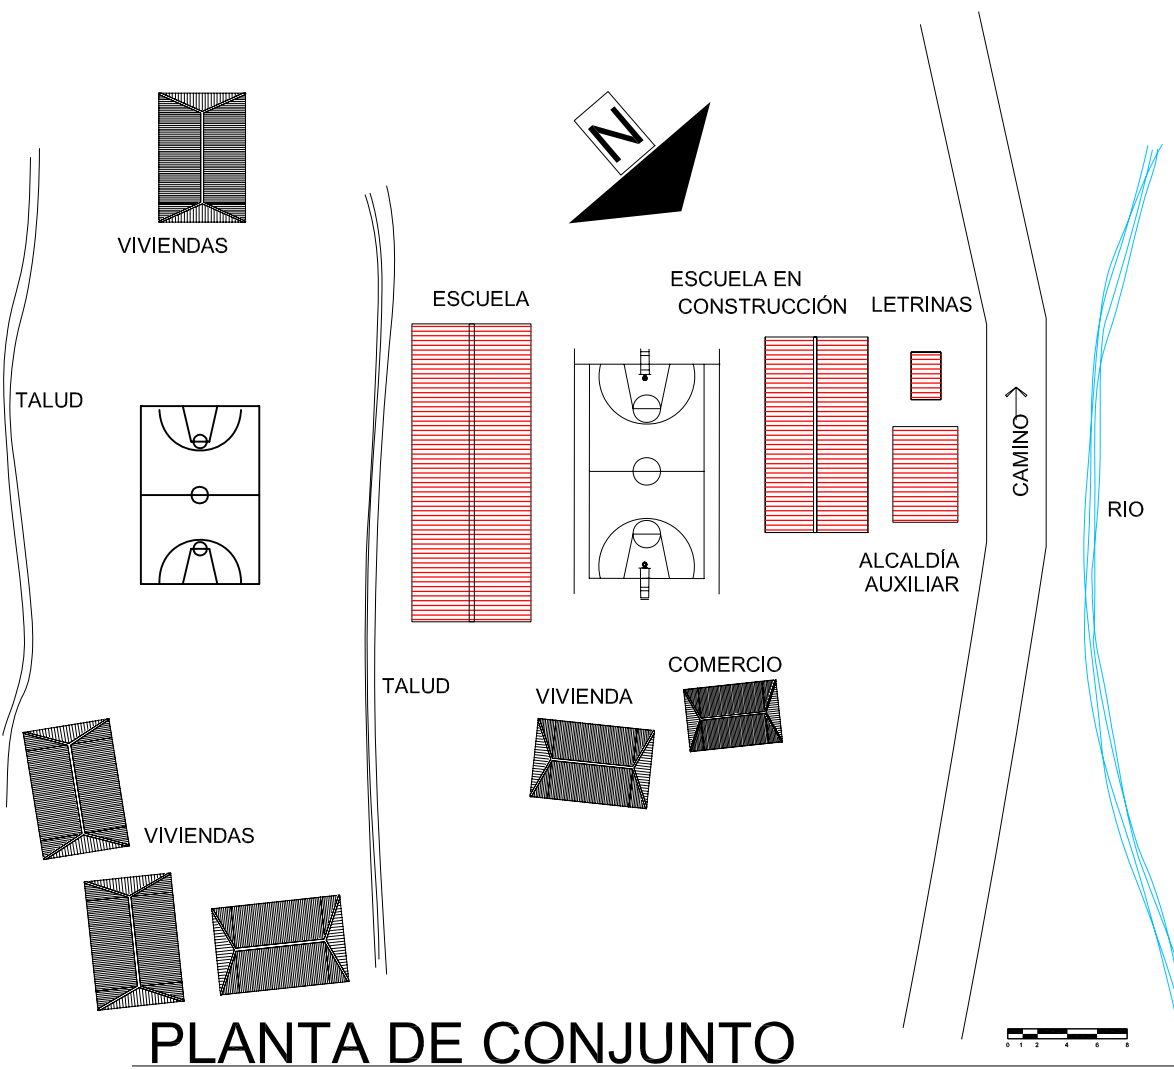 N
VIVIENDAS
ESCUELA EN
CONSTRUCCIÓN
LETRINAS
ESCUELA
TALUD
CAMINO
RIO
ALCALDÍA
AUXILIAR
COMERCIO
TALUD
VIVIENDA
VIVIENDAS
PLANTA DE CONJUNTO
0 1 2 4 6 8